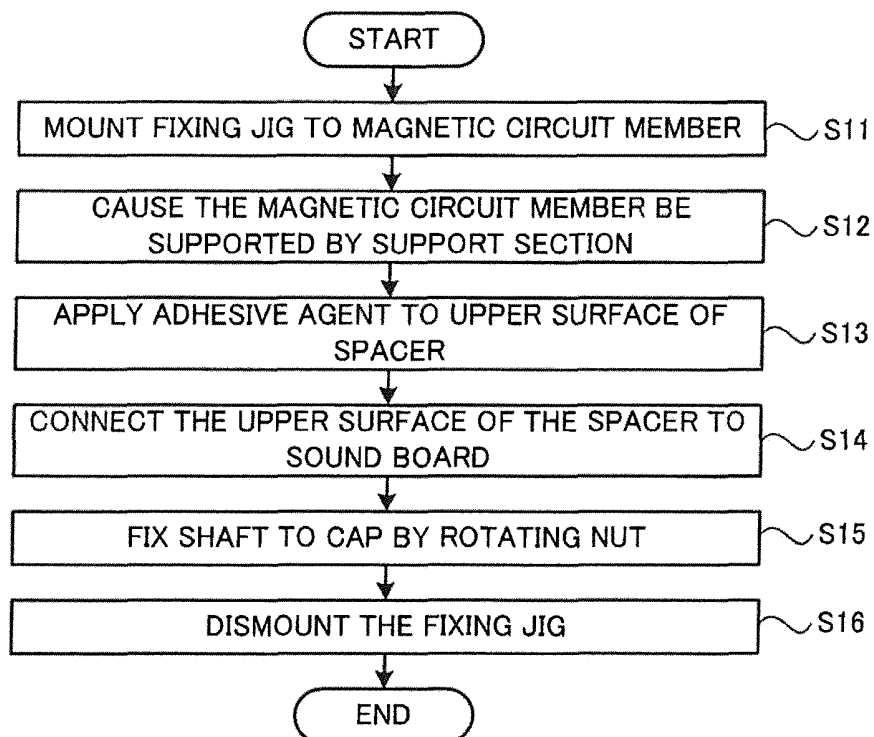 START
MOUNT FIXING JIG TO MAGNETIC CIRCUIT MEMBER
S11
CAUSE THE MAGNETIC CIRCUIT MEMBER BE
SUPPORTED BY SUPPORT SECTION
S12
APPLY ADHESIVE AGENT TO UPPER SURFACE OF
SPACER
S13
CONNECT THE UPPER SURFACE OF THE SPACER TO
SOUND BOARD
S14
FIX SHAFT TO CAP BY ROTATING NUT
S15
DISMOUNT THE FIXING JIG
S16
END